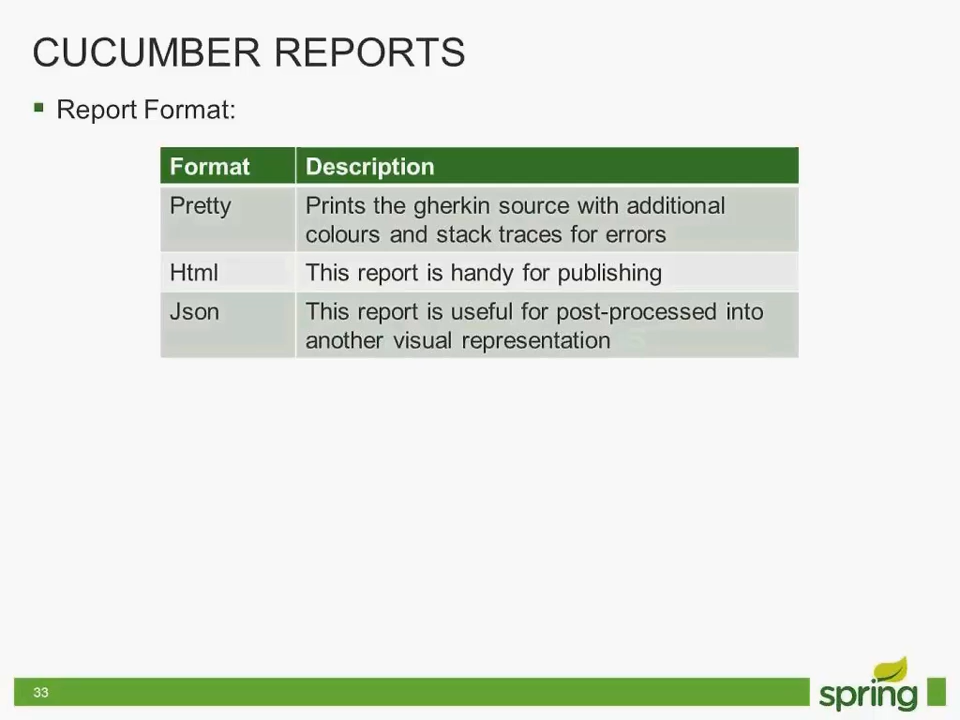 CUCUMBER REPORTS
Report Format:
Format Description
Pretty Prints the gherkin source with additional
colours and stack traces for errors
Html This report is handy for publishing
Json This report is useful for post-processed into
another visual representation
33
spring